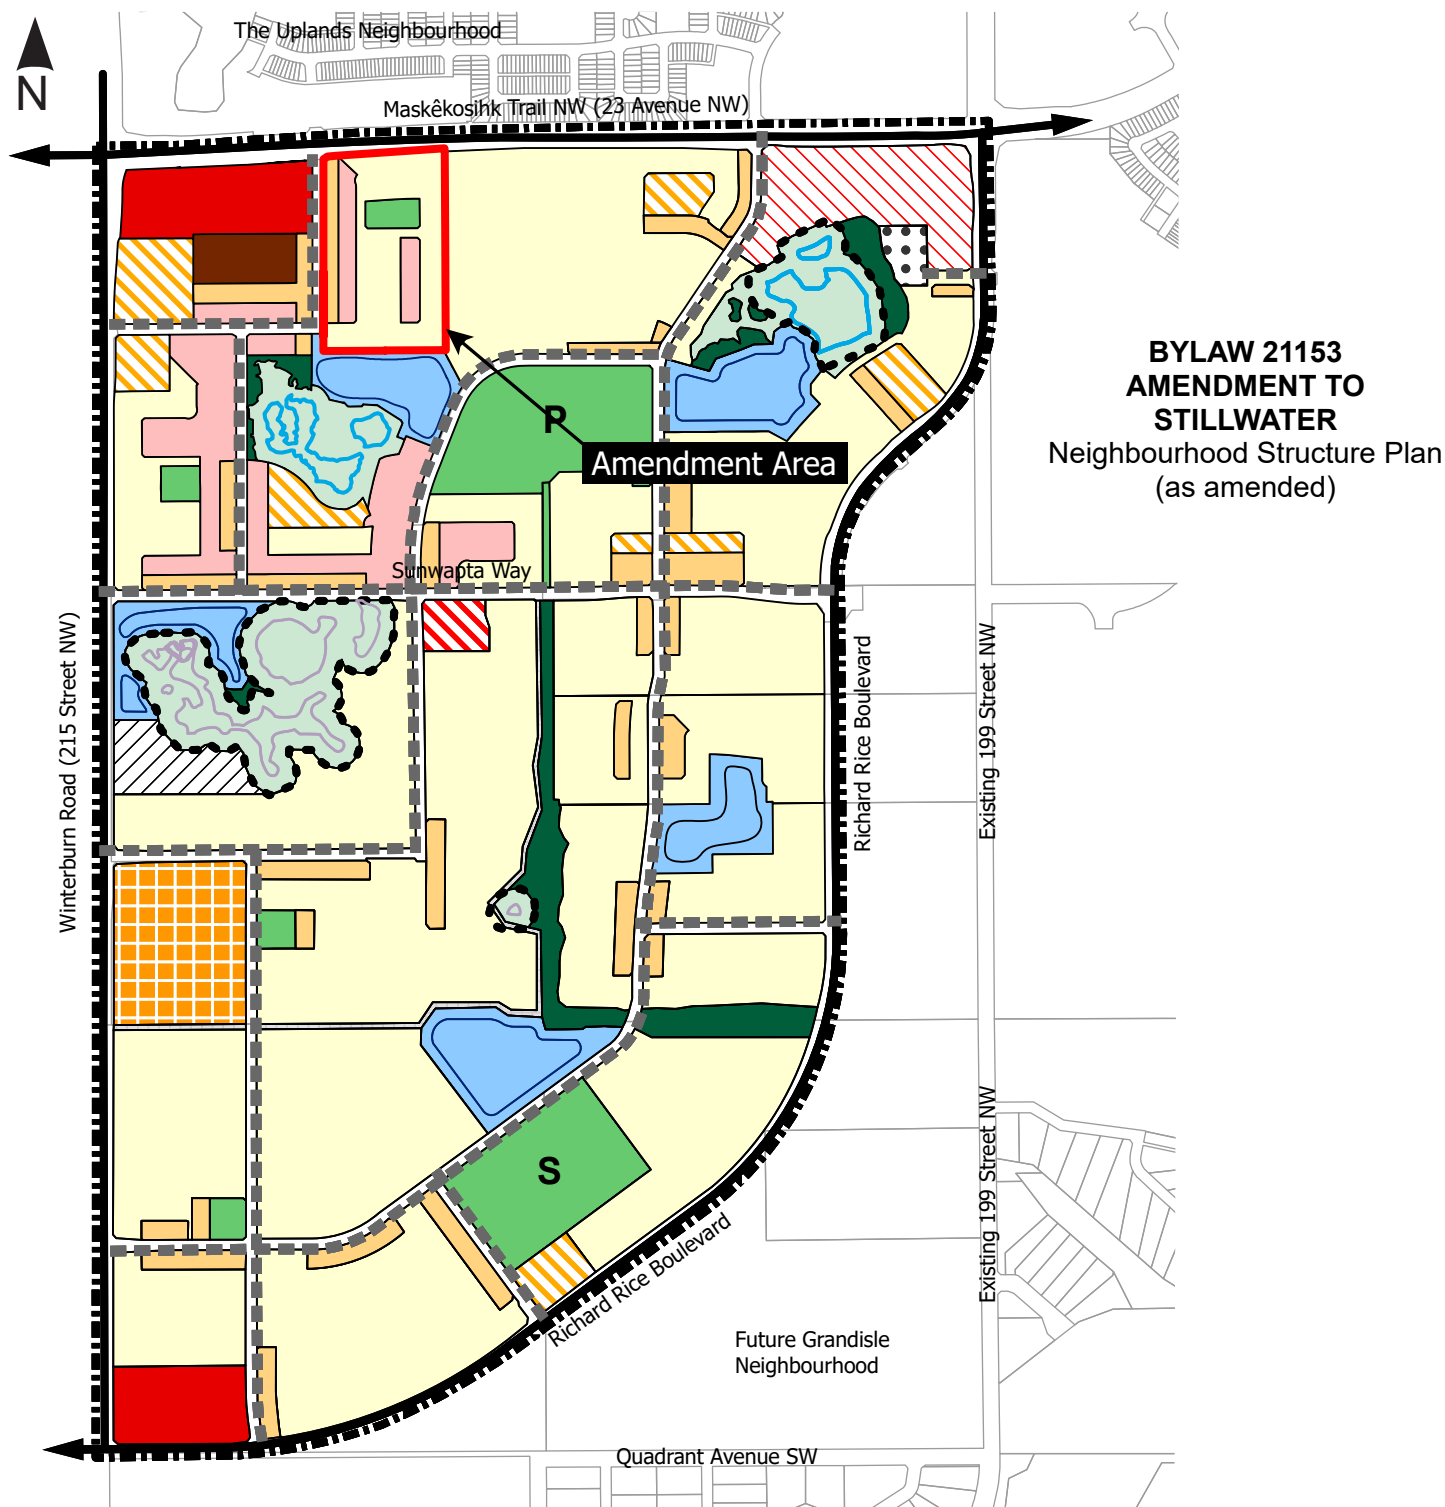 The Uplands Neighbourhood
N
Maskêkosihk Trail NW (23 Avenue NW)
BYLAW 21153
AMENDMENT TO
STILLWATER
Neighbourhood Structure Plan
(as amended)
P
Amendment Area
Sunwapta Way
Winterburn Road (215 Street NW)
Richard Rice Boulevard
Existing 199 Street NW
S
Existing 199 Street NW
Richard Rice Boulevard
Future Grandisle
Neighbourhood
Quadrant Avenue SW